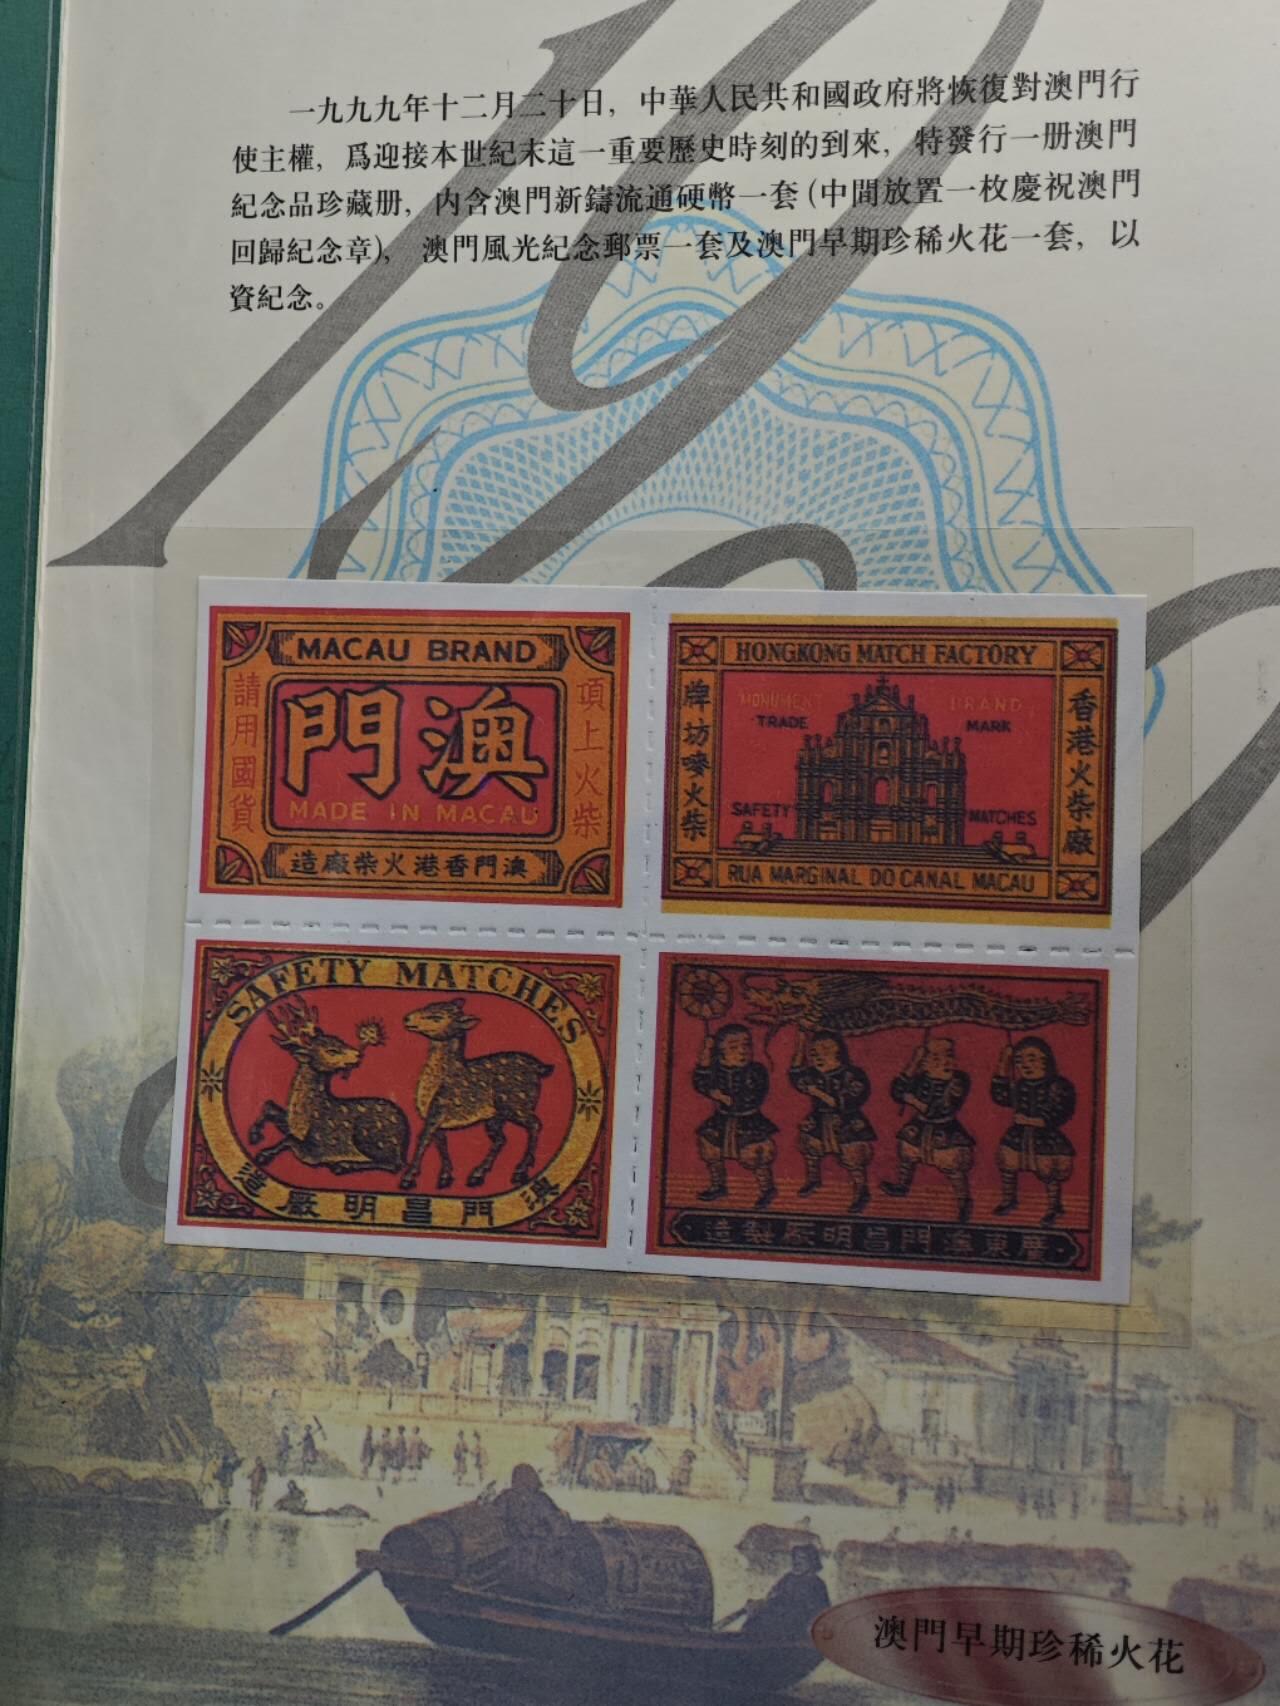 一九九九年十二月二十日，中華人民共和國政府將恢復對澳門行
使主權，爲迎接本世紀末這一重要歷史時刻的到來，特發行一册澳門
紀念品珍藏册，内含澳門新鑄流通硬幣一套(中間放置一枚慶祝澳門
回歸紀念章)，澳門風光紀念郵票一套及澳門早期珍稀火花一套，以
資紀念。
MACAU BRAND
請用國貨
門澳
頂上火柴
MADE IN MACAU
造廠柴火港香門澳
HONGKONG MATCH FACTORY
牌坊嘜火柴
MONUMENT BRAND
TRADE MARK
香港火柴廠
SAFETY MATCHES
RUA MARGINAL DO CANAL MACAU
SAFETY MATCHES
造廠明昌門澳
造製厰明昌門澳東廣
澳門早期珍稀火花